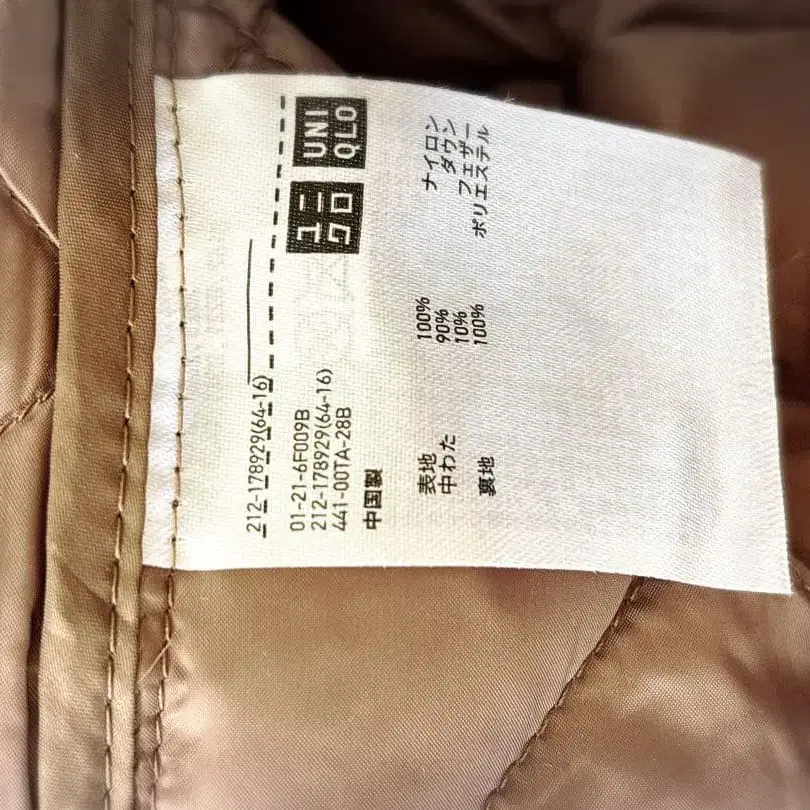 212-178929(64-16)
ユニクロ UNIQLO
01-21-6F009B
212-178929(64-16)
441-00TA-28B
中国製
表地 100% ナイロン
中わた 90% ダウン
10% フェザー
裏地 100% ポリエステル